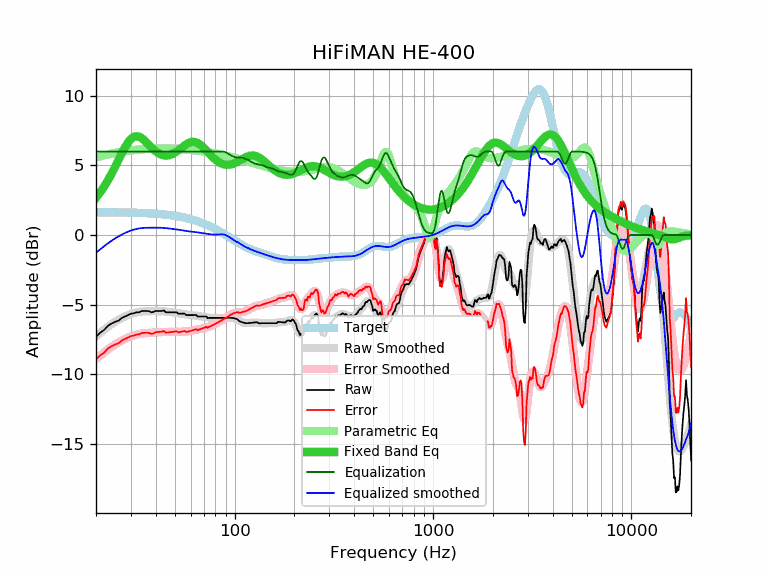 HiFiMAN HE-400
Amplitude (dBr)
10
5
0
−5
−10
−15
Target
Raw Smoothed
Error Smoothed
Raw
Error
Parametric Eq
Fixed Band Eq
Equalization
Equalized smoothed
100
1000
10000
Frequency (Hz)